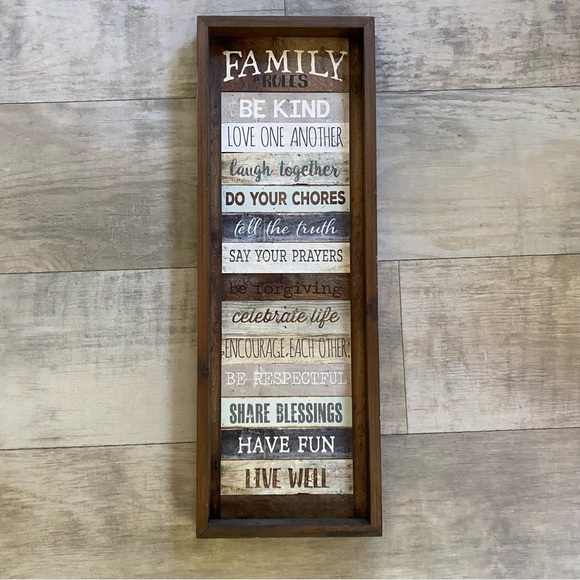 FAMILY
RULES
BE KIND
LOVE ONE ANOTHER
laugh together
DO YOUR CHORES
tell the truth
SAY YOUR PRAYERS
be forgiving
celebrate life
ENCOURAGE EACH OTHER
BE RESPECTFUL
SHARE BLESSINGS
HAVE FUN
LIVE WELL